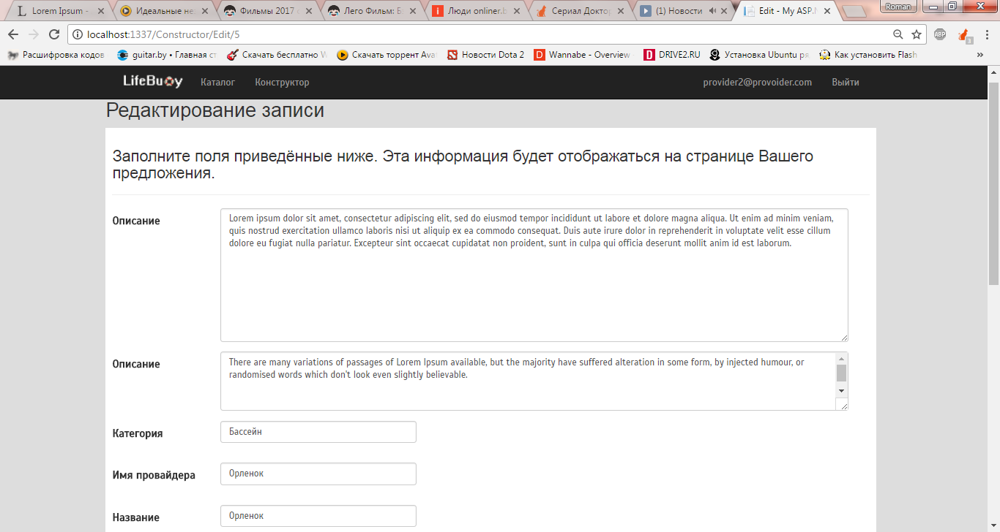 Lorem Ipsum -
Идеальные не
Фильмы 2017
Лего Фильм: Б
Люди onliner.b
Сериал Докто
(1) Новости
Edit - My ASP.N
Roman
localhost:1337/Constructor/Edit/5
ABP
3
Расшифровка кодов
guitar.by • Главная ст
Скачать бесплатно
Скачать торрент Ava
Новости Dota 2
Wannabe - Overview
DRIVE2.RU
Установка Ubuntu ря
Как установить Flash
»
LifeBuoy
Каталог
Конструктор
provider2@provoider.com
Выйти
Редактирование записи
Заполните поля приведённые ниже. Эта информация будет отображаться на странице Вашего
предложения.
Описание
Lorem ipsum dolor sit amet, consectetur adipiscing elit, sed do eiusmod tempor incididunt ut labore et dolore magna aliqua. Ut enim ad minim veniam,
quis nostrud exercitation ullamco laboris nisi ut aliquip ex ea commodo consequat. Duis aute irure dolor in reprehenderit in voluptate velit esse cillum
dolore eu fugiat nulla pariatur. Excepteur sint occaecat cupidatat non proident, sunt in culpa qui officia deserunt mollit anim id est laborum.
Описание
There are many variations of passages of Lorem Ipsum available, but the majority have suffered alteration in some form, by injected humour, or
randomised words which don't look even slightly believable.
Категория
Бассейн
Имя провайдера
Орленок
Название
Орленок